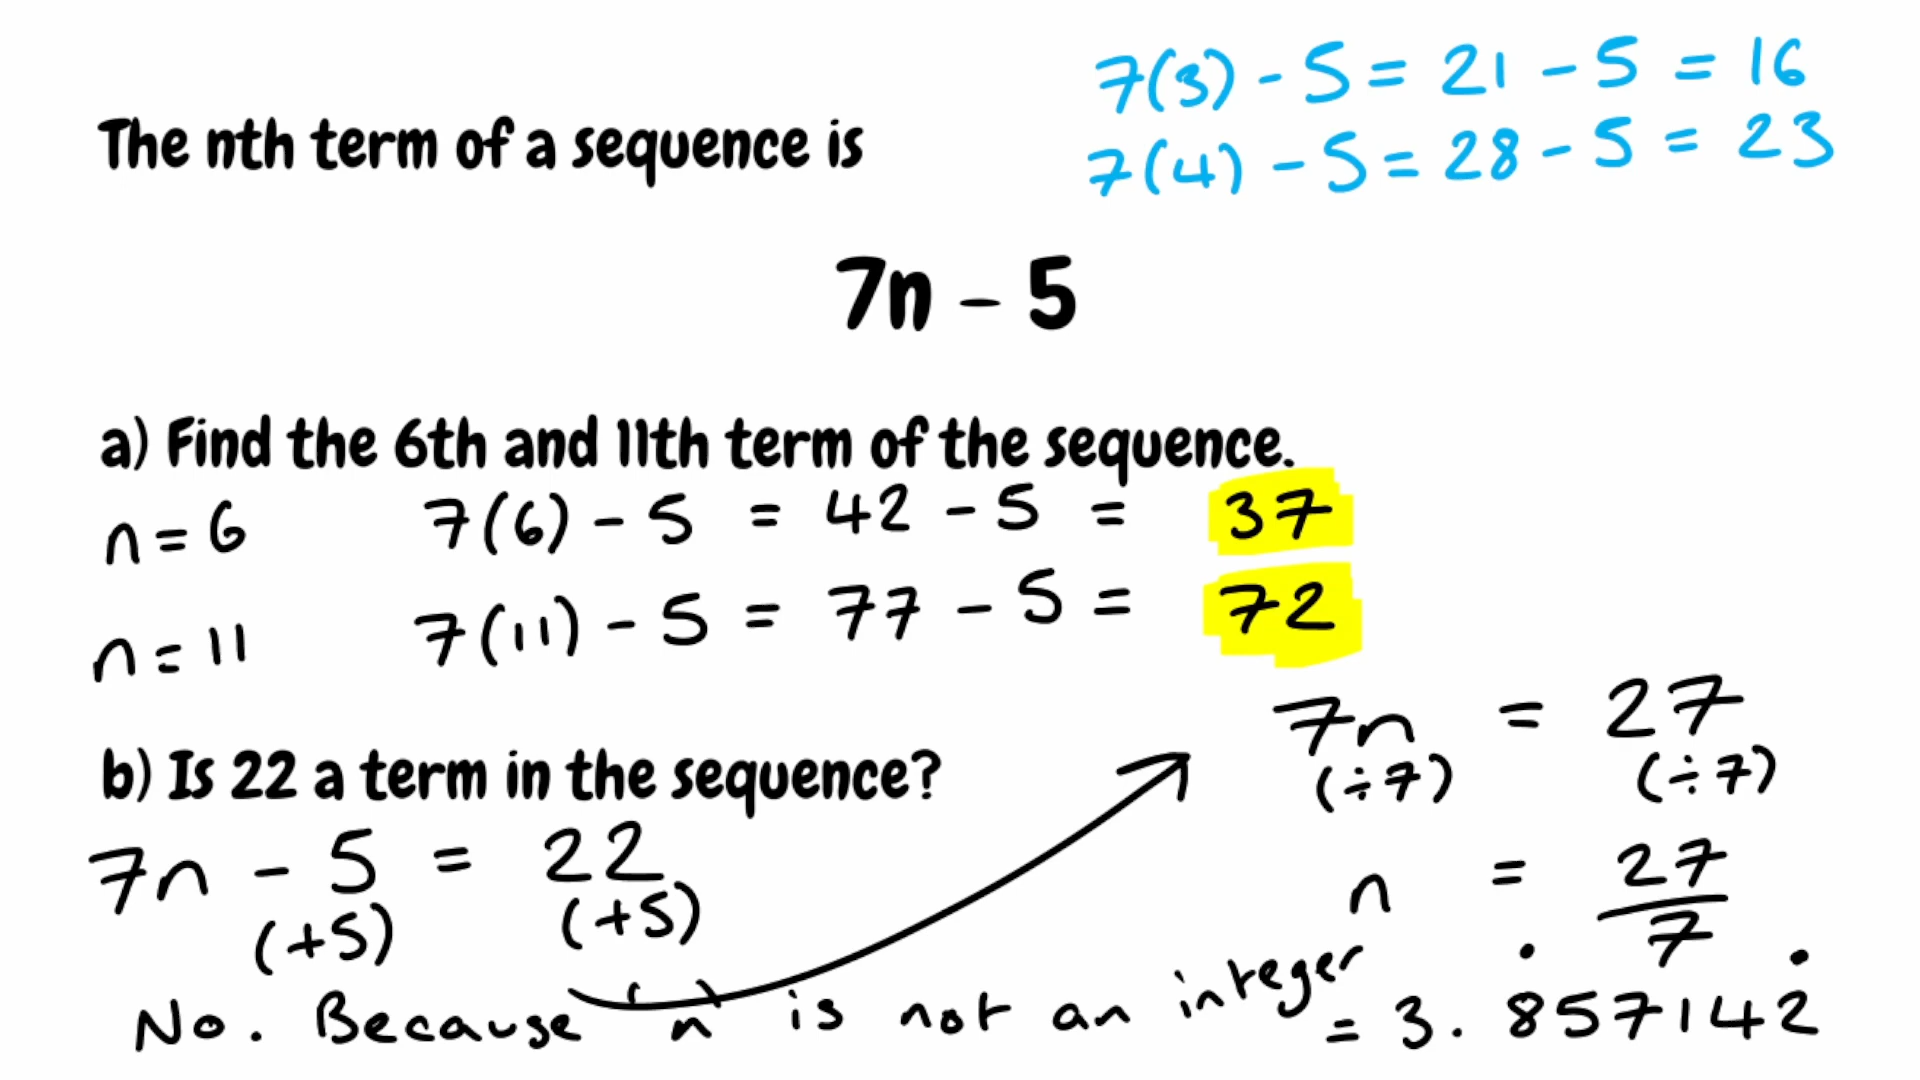 The nth term of a sequence is
7(3) - 5 = 21 - 5 = 16
7(4) - 5 = 28 - 5 = 23
7n – 5
a) Find the 6th and 11th term of the sequence.
n = 6 7(6) - 5 = 42 - 5 = 37
n = 11 7(11) - 5 = 77 - 5 = 72
b) Is 22 a term in the sequence?
7n - 5 = 22
(+5) (+5)
7n = 27
(÷7) (÷7)
n = 27/7
= 3.8̇57142̇
No. Because 'n' is not an integer